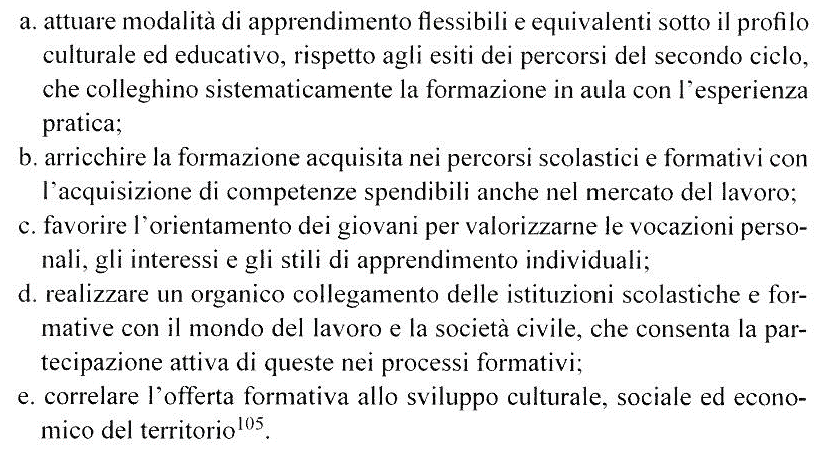 a. attuare modalità di apprendimento flessibili e equivalenti sotto il profilo
culturale ed educativo, rispetto agli esiti dei percorsi del secondo ciclo,
che colleghino sistematicamente la formazione in aula con l'esperienza
pratica;
b. arricchire la formazione acquisita nei percorsi scolastici e formativi con
l'acquisizione di competenze spendibili anche nel mercato del lavoro;
c. favorire l'orientamento dei giovani per valorizzarne le vocazioni perso-
nali, gli interessi e gli stili di apprendimento individuali;
d. realizzare un organico collegamento delle istituzioni scolastiche e for-
mative con il mondo del lavoro e la società civile, che consenta la par-
tecipazione attiva di queste nei processi formativi;
e. correlare l'offerta formativa allo sviluppo culturale, sociale ed econo-
mico del territorio¹⁰⁵.